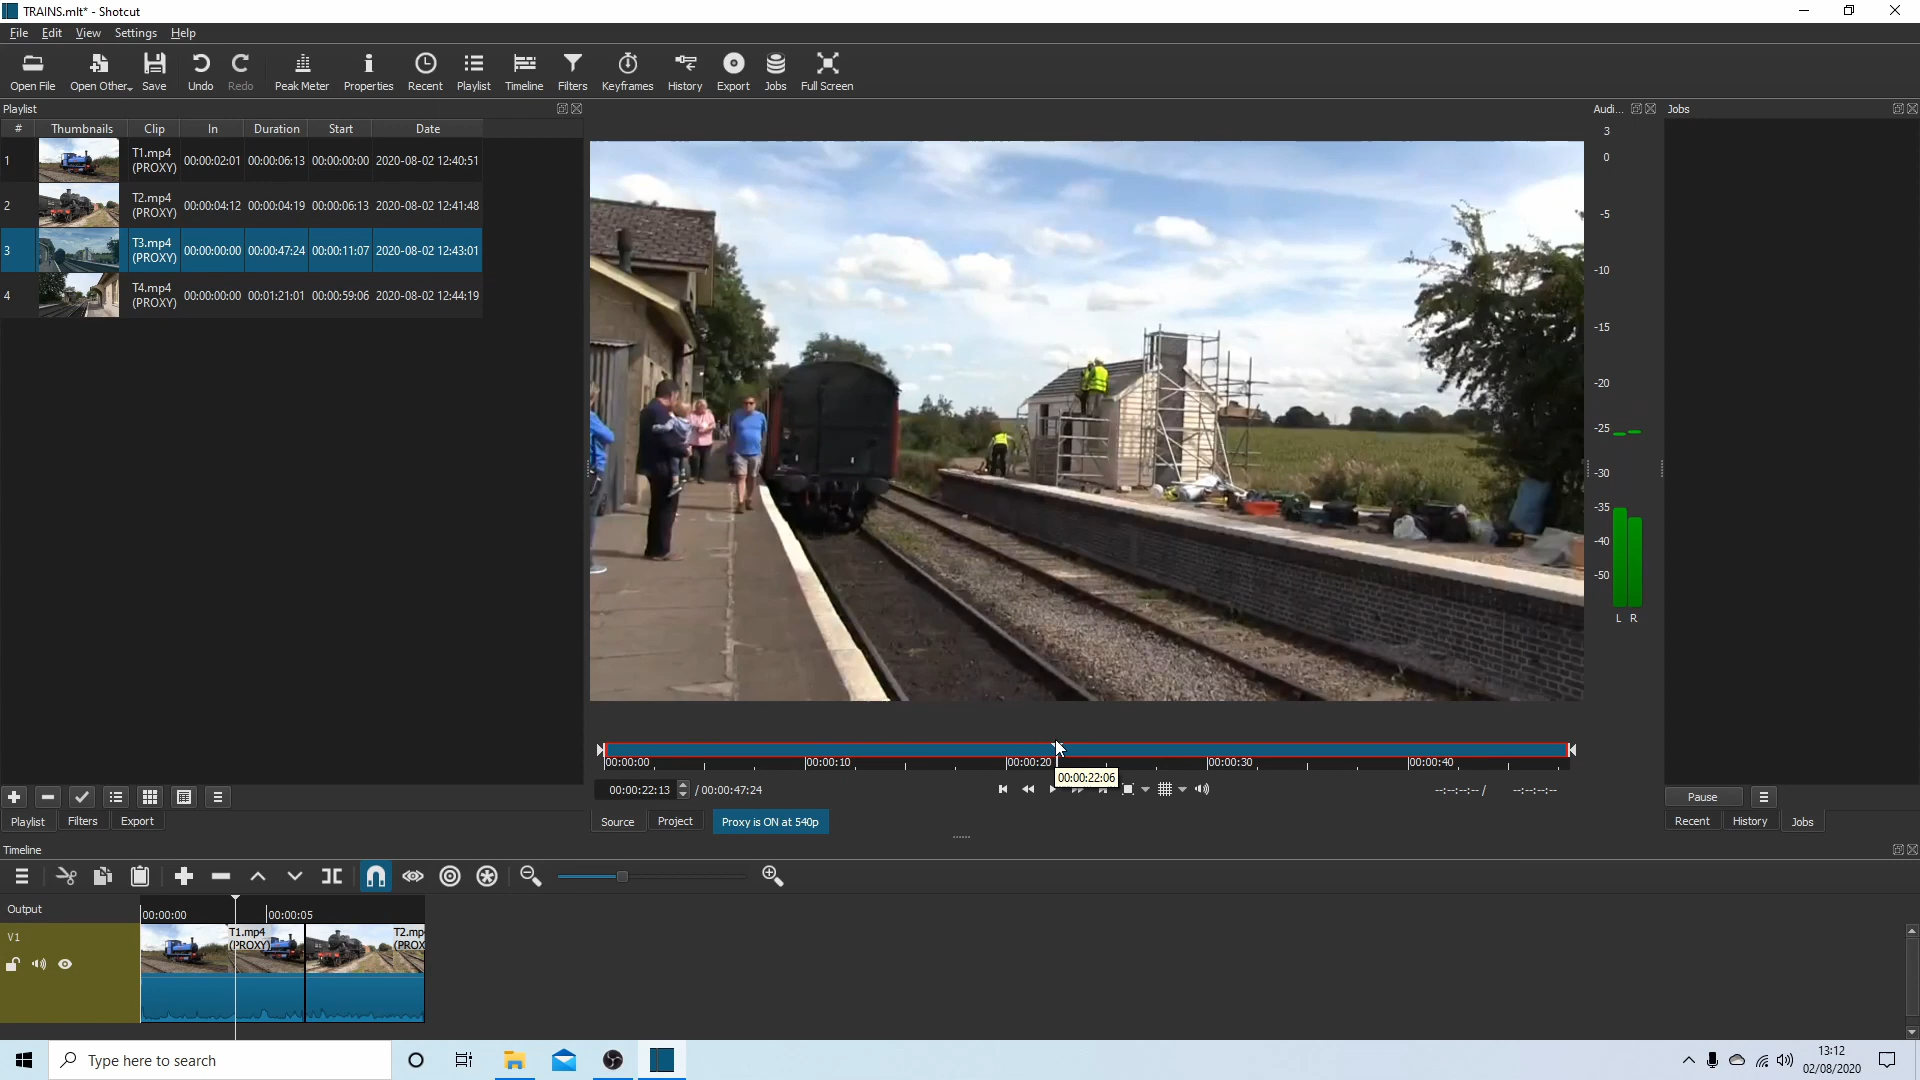 TRAINS.mlt* - Shotcut
File Edit View Settings Help
Open File Open Other... Save Undo Redo Peak Meter Properties Recent Playlist Timeline Filters Keyframes History Export Jobs Full Screen
Playlist
Audi... Jobs
# Thumbnails Clip In Duration Start Date
1 T1.mp4 (PROXY) 00:00:02:01 00:00:06:13 00:00:00:00 2020-08-02 12:40:51
2 T2.mp4 (PROXY) 00:00:04:12 00:00:04:19 00:00:06:13 2020-08-02 12:41:48
3 T3.mp4 (PROXY) 00:00:00:00 00:00:47:24 00:00:11:07 2020-08-02 12:43:01
4 T4.mp4 (PROXY) 00:00:00:00 00:01:21:01 00:00:59:06 2020-08-02 12:44:19
3
0
-5
-10
-15
-20
-25
-30
-35
-40
-50
L R
00:00:00 00:00:10 00:00:20 00:00:30 00:00:40
00:00:22:06
00:00:22:13 / 00:00:47:24
--:--:--:-- / --:--:--:--
Pause
Playlist Filters Export
Source Project Proxy is ON at 540p
Recent History Jobs
Timeline
Output
00:00:00 00:00:05
V1
T1.mp4
(PROXY)
T2.mp
(PROX
Type here to search
13:12
02/08/2020